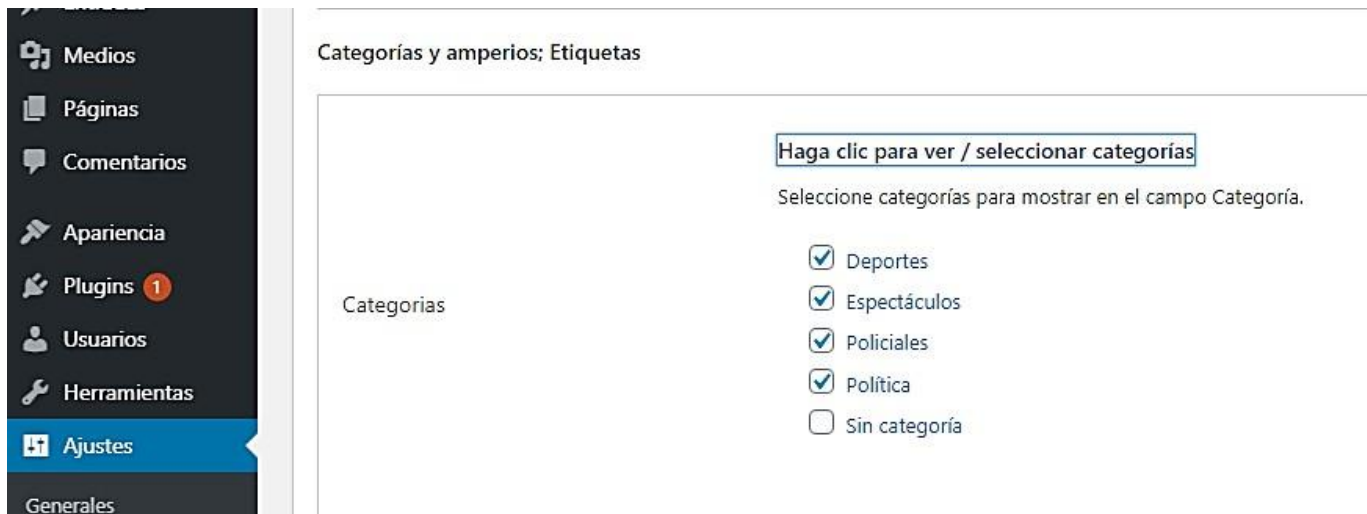 Medios
Páginas
Comentarios
Apariencia
Plugins 1
Usuarios
Herramientas
Ajustes
Generales
Categorías y amperios; Etiquetas
Haga clic para ver / seleccionar categorías
Seleccione categorías para mostrar en el campo Categoría.
Categorias
Deportes
Espectáculos
Policiales
Política
Sin categoría